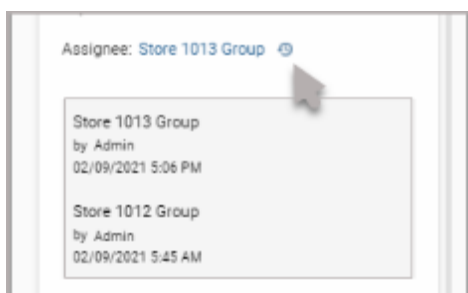 Assignee: Store 1013 Group
Store 1013 Group
by Admin
02/09/2021 5:06 PM
Store 1012 Group
by Admin
02/09/2021 5:45 AM